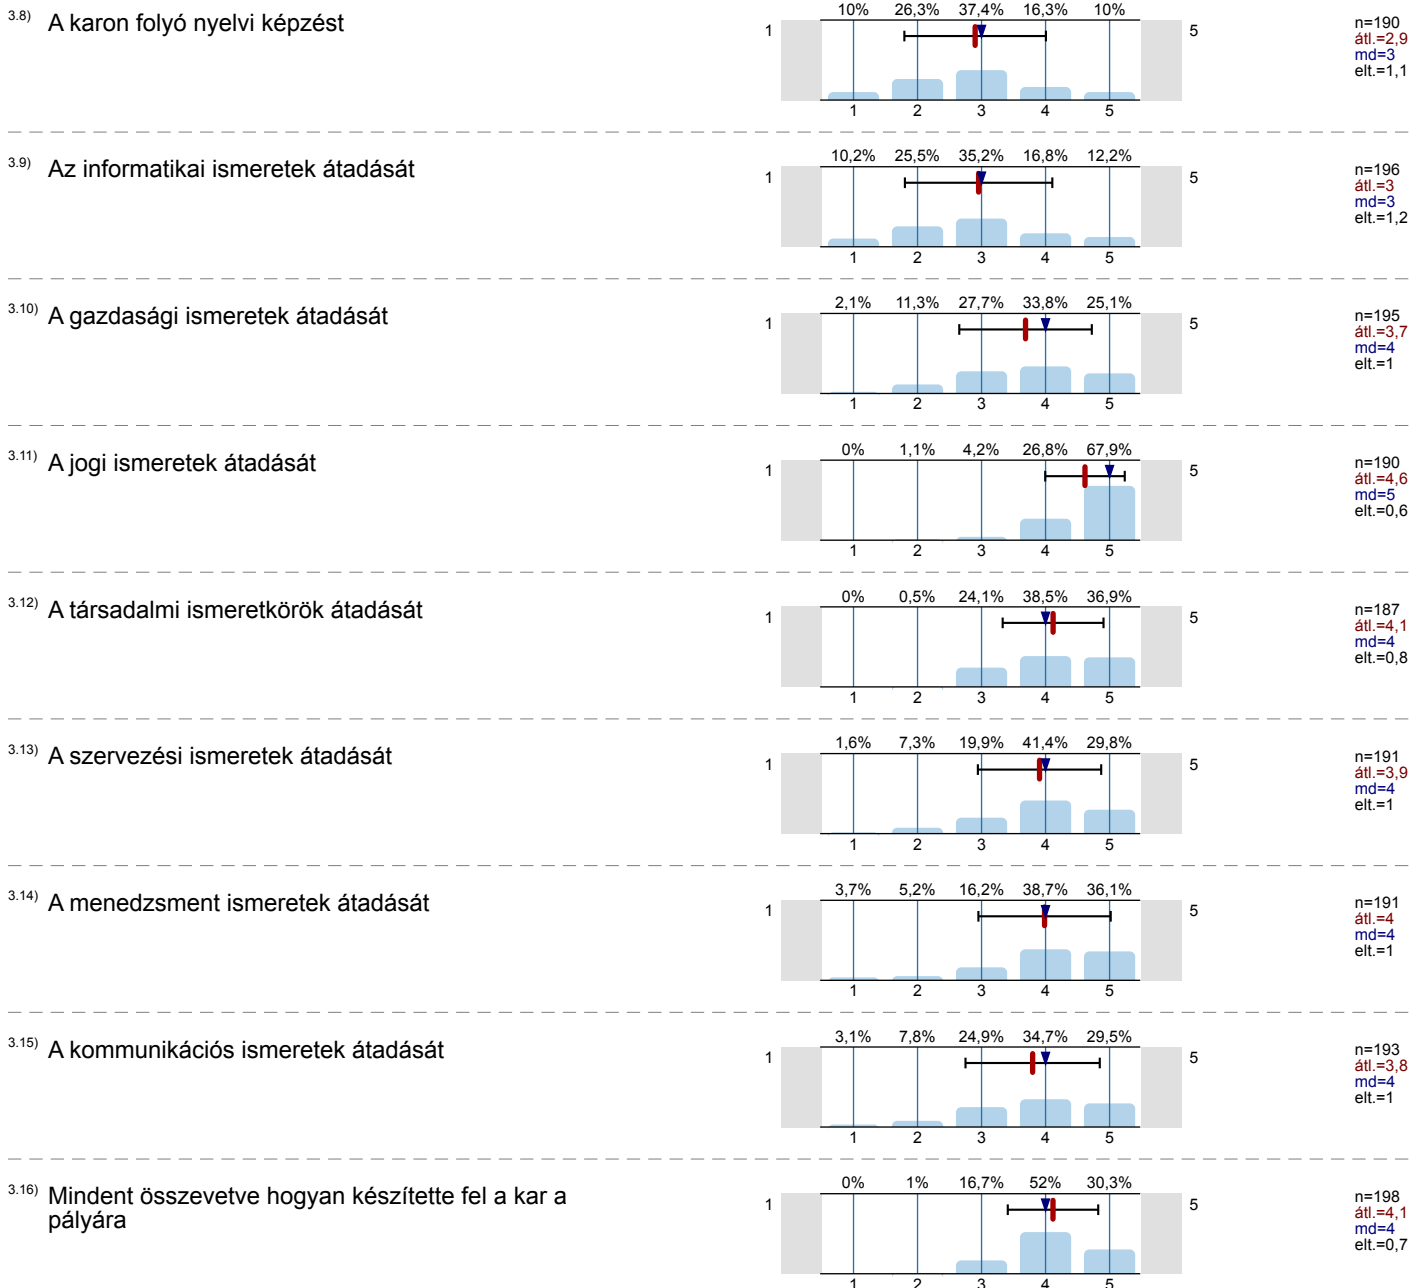 3.8) A karon folyó nyelvi képzést
10% 26,3% 37,4% 16,3% 10%
1 5
1 2 3 4 5
n=190
átl.=2,9
md=3
elt.=1,1
3.9) Az informatikai ismeretek átadását
10,2% 25,5% 35,2% 16,8% 12,2%
1 5
1 2 3 4 5
n=196
átl.=3
md=3
elt.=1,2
3.10) A gazdasági ismeretek átadását
2,1% 11,3% 27,7% 33,8% 25,1%
1 5
1 2 3 4 5
n=195
átl.=3,7
md=4
elt.=1
3.11) A jogi ismeretek átadását
0% 1,1% 4,2% 26,8% 67,9%
1 5
1 2 3 4 5
n=190
átl.=4,6
md=5
elt.=0,6
3.12) A társadalmi ismeretkörök átadását
0% 0,5% 24,1% 38,5% 36,9%
1 5
1 2 3 4 5
n=187
átl.=4,1
md=4
elt.=0,8
3.13) A szervezési ismeretek átadását
1,6% 7,3% 19,9% 41,4% 29,8%
1 5
1 2 3 4 5
n=191
átl.=3,9
md=4
elt.=1
3.14) A menedzsment ismeretek átadását
3,7% 5,2% 16,2% 38,7% 36,1%
1 5
1 2 3 4 5
n=191
átl.=4
md=4
elt.=1
3.15) A kommunikációs ismeretek átadását
3,1% 7,8% 24,9% 34,7% 29,5%
1 5
1 2 3 4 5
n=193
átl.=3,8
md=4
elt.=1
3.16) Mindent összevetve hogyan készítette fel a kar a
pályára
0% 1% 16,7% 52% 30,3%
1 5
1 2 3 4 5
n=198
átl.=4,1
md=4
elt.=0,7